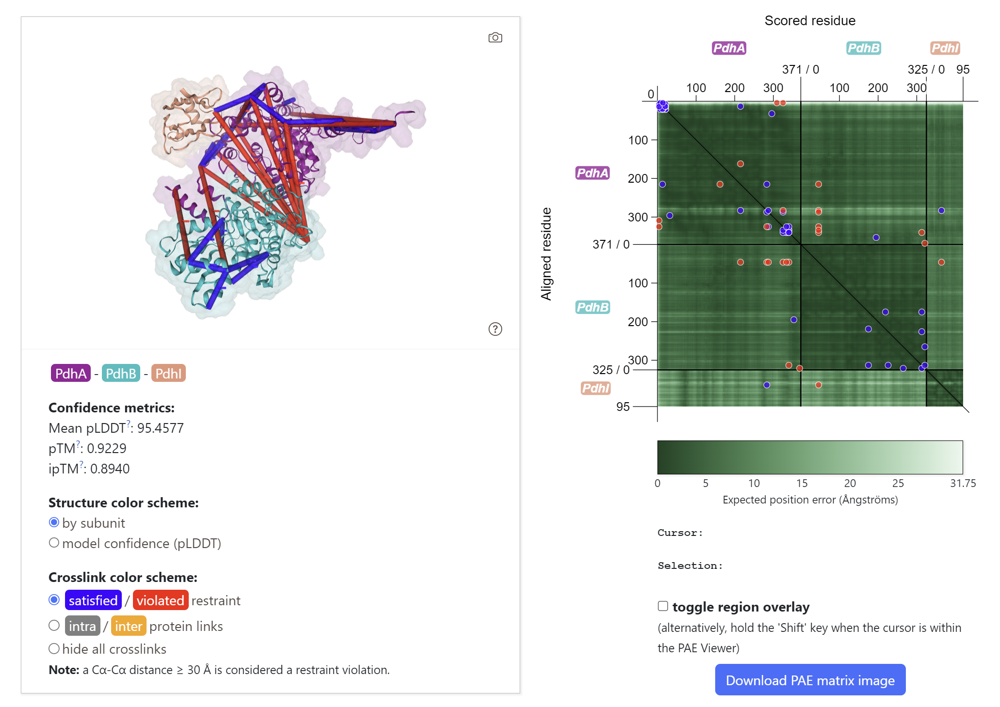 PdhA - PdhB - PdhI
Confidence metrics:
Mean pLDDT?: 95.4577
pTM?: 0.9229
ipTM?: 0.8940
Structure color scheme:
by subunit
model confidence (pLDDT)
Crosslink color scheme:
satisfied / violated restraint
intra / inter protein links
hide all crosslinks
Note: a Cα-Cα distance ≥ 30 Å is considered a restraint violation.
?
Scored residue
PdhA PdhB PdhI
371 / 0 325 / 0 95
0 100 200 300 100 200 300
Aligned residue
100
PdhA
200
300
371 / 0
100
PdhB
200
300
325 / 0
PdhI
95
0 5 10 15 20 25 31.75
Expected position error (Ångströms)
Cursor:
Selection:
toggle region overlay
(alternatively, hold the 'Shift' key when the cursor is within
the PAE Viewer)
Download PAE matrix image